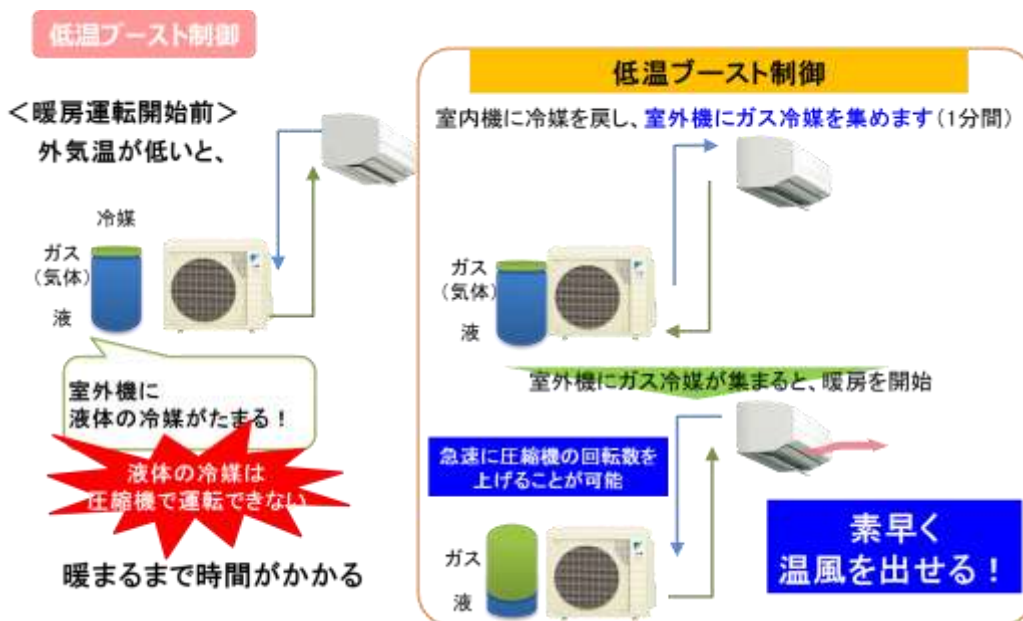 低温ブースト制御
＜暖房運転開始前＞
外気温が低いと、
冷媒
ガス
（気体）
液
室外機に
液体の冷媒がたまる！
液体の冷媒は
圧縮機で運転できない
暖まるまで時間がかかる
低温ブースト制御
室内機に冷媒を戻し、室外機にガス冷媒を集めます（1分間）
ガス
（気体）
液
室外機にガス冷媒が集まると、暖房を開始
急速に圧縮機の回転数を
上げることが可能
ガス
液
素早く
温風を出せる！